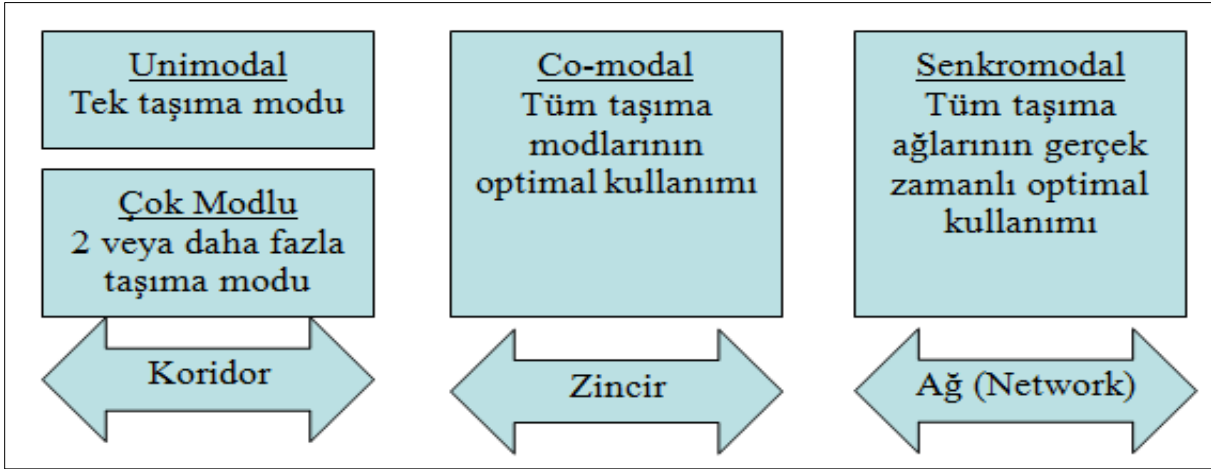 Unimodal
Tek taşıma modu
Çok Modlu
2 veya daha fazla
taşıma modu
Koridor
Co-modal
Tüm taşıma
modlarının
optimal kullanımı
Zincir
Senkromodal
Tüm taşıma
ağlarının gerçek
zamanlı optimal
kullanımı
Ağ (Network)